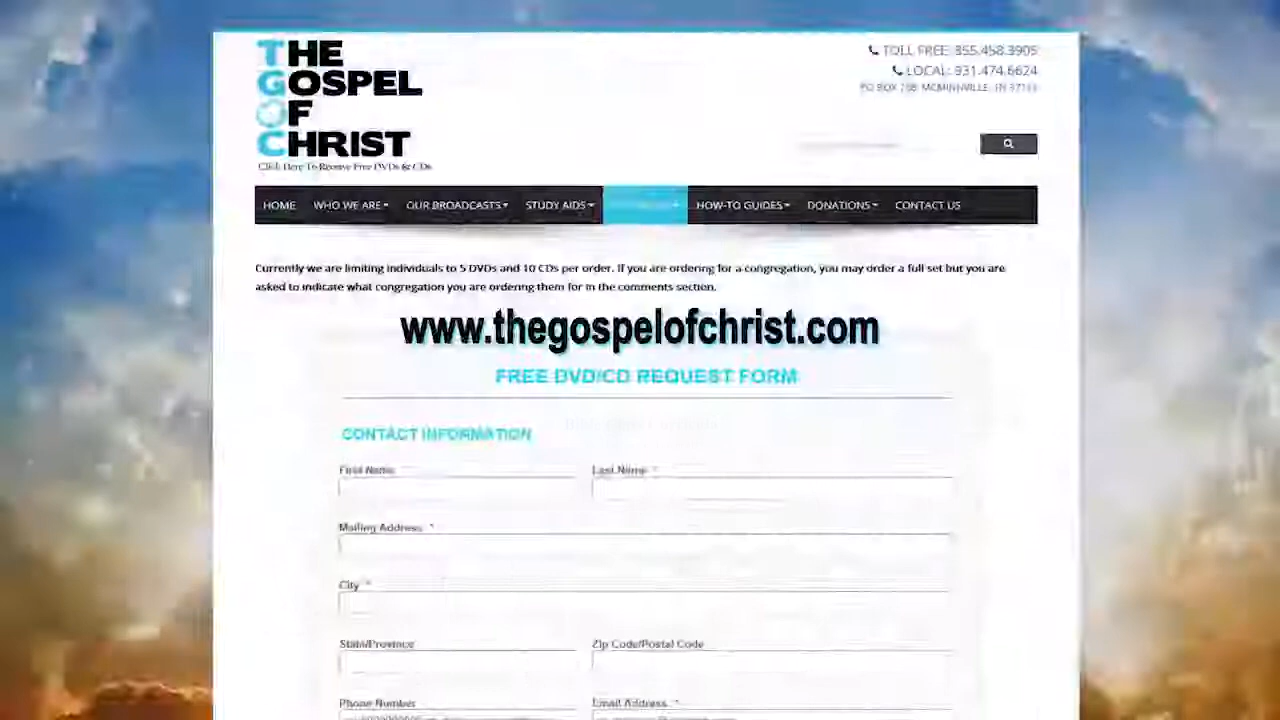 THE
GOSPEL
OF
CHRIST
Click Here To Receive Free DVDs & CDs
TOLL FREE: 855.458.3905
LOCAL: 931.474.6624
PO BOX MCMINNVILLE, TN
HOME WHO WE ARE OUR BROADCASTS STUDY AIDS HOW-TO GUIDES DONATIONS CONTACT US
Currently we are limiting individuals to 5 DVDs and 10 CDs per order. If you are ordering for a congregation, you may order a full set but you are
asked to indicate what congregation you are ordering them for in the comments section.
www.thegospelofchrist.com
FREE DVD/CD REQUEST FORM
CONTACT INFORMATION
First Name Last Name *
Mailing Address *
City *
State/Province Zip Code/Postal Code
Phone Number Email Address *